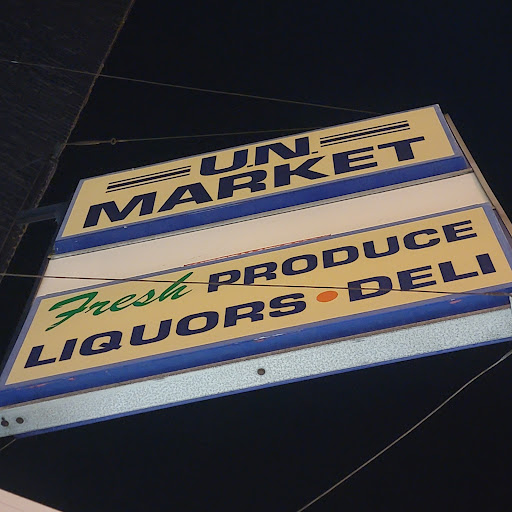 U.N.
MARKET
Fresh PRODUCE
LIQUORS • DELI